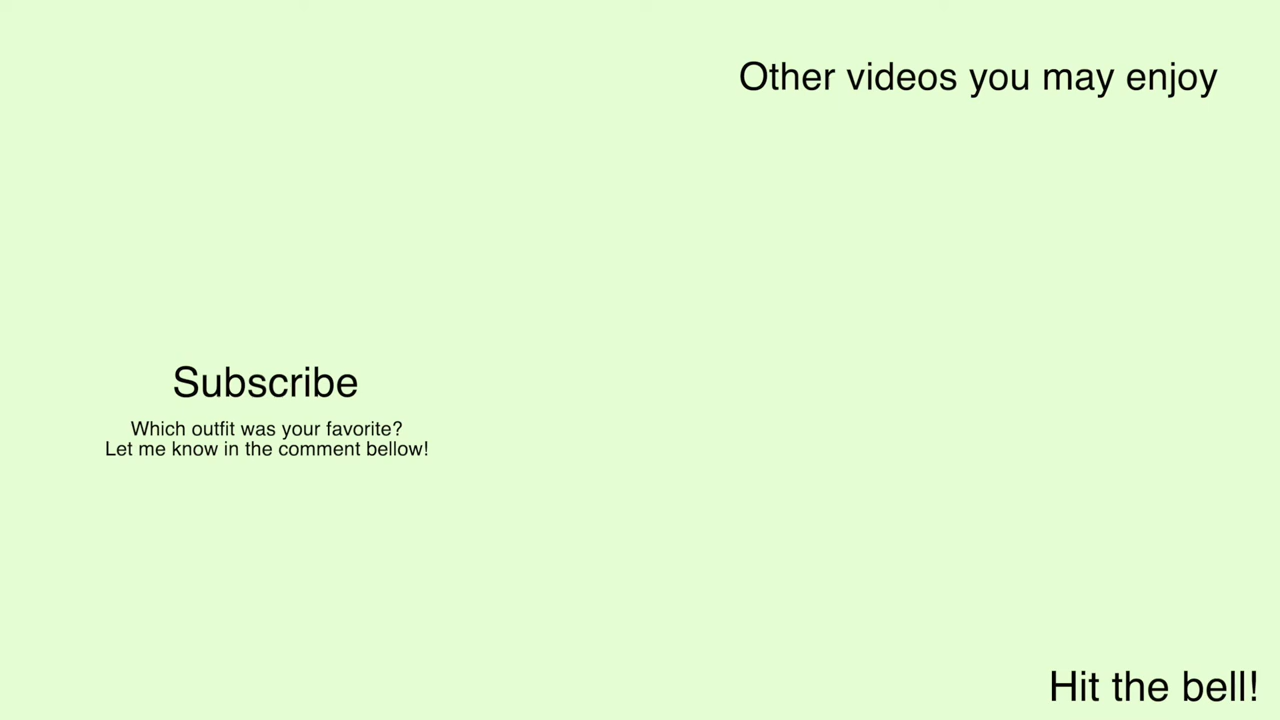 Other videos you may enjoy
Subscribe
Which outfit was your favorite?
Let me know in the comment bellow!
Hit the bell!